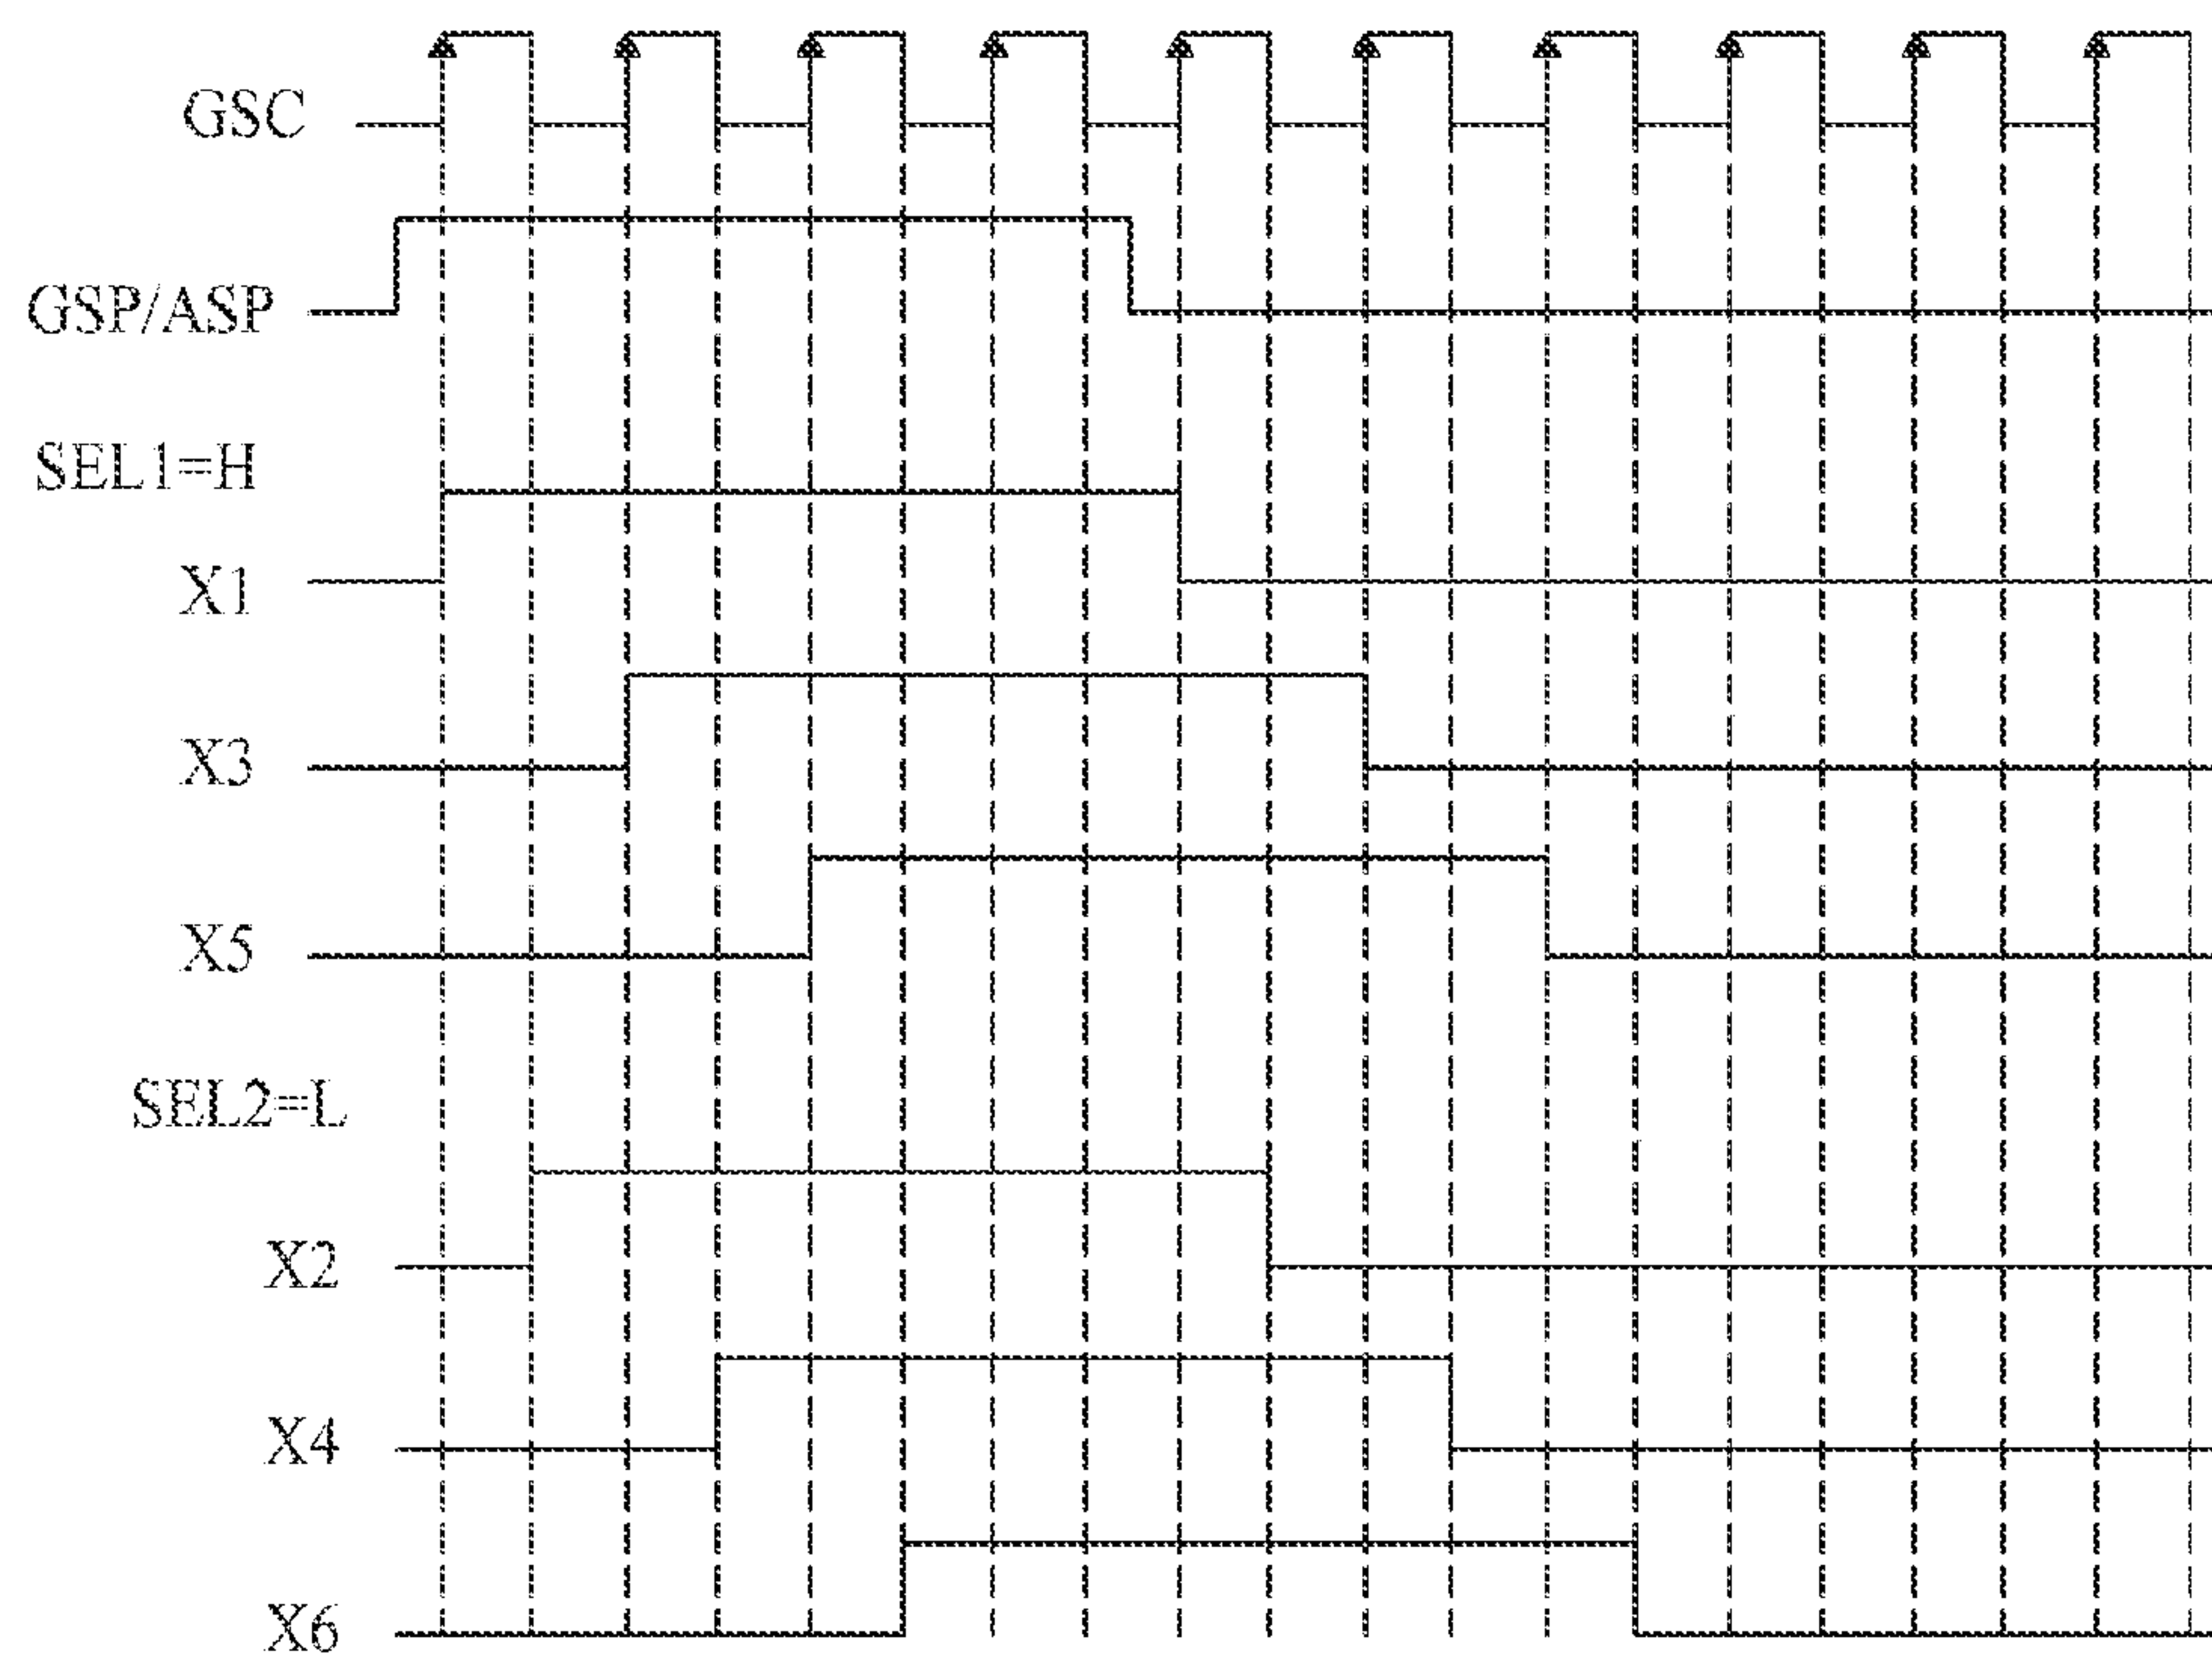 GSC
GSP/ASP
SEL1=H
X1
X3
X5
SEL2=L
X2
X4
X6